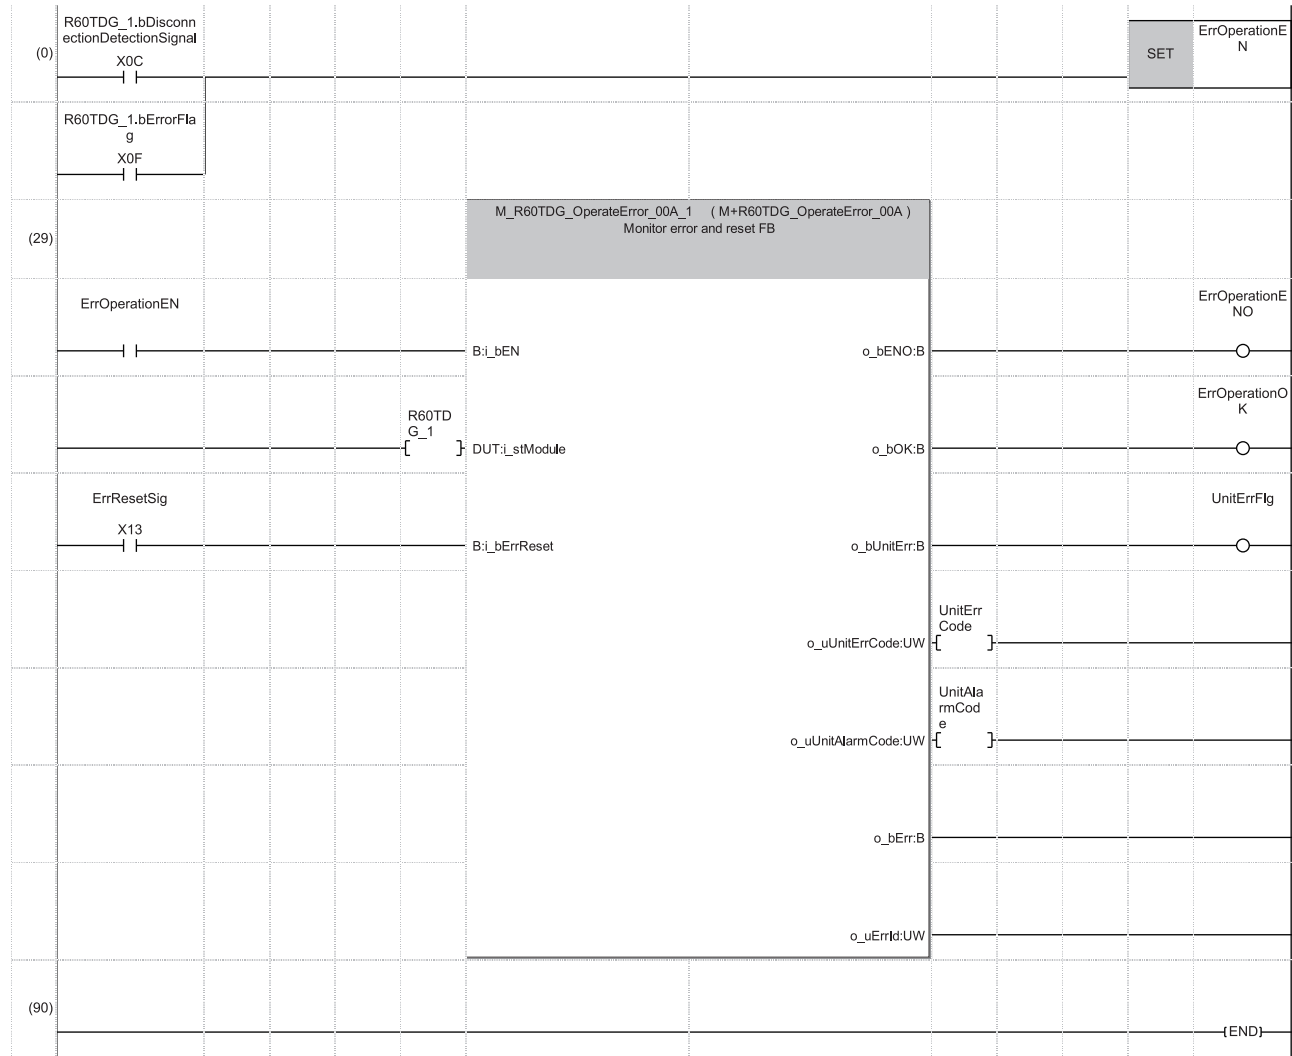 R60TDG_1.bDisconn
ectionDetectionSignal
(0)
X0C
SET
ErrOperationE
N
R60TDG_1.bErrorFla
g
X0F
(29)
M_R60TDG_OperateError_00A_1 ( M+R60TDG_OperateError_00A )
Monitor error and reset FB
ErrOperationEN
B:i_bEN
o_bENO:B
ErrOperationE
NO
R60TD
G_1
DUT:i_stModule
o_bOK:B
ErrOperationO
K
ErrResetSig
X13
B:i_bErrReset
o_bUnitErr:B
UnitErrFlg
o_uUnitErrCode:UW
UnitErr
Code
o_uUnitAlarmCode:UW
UnitAla
rmCod
e
o_bErr:B
o_uErrId:UW
(90)
END